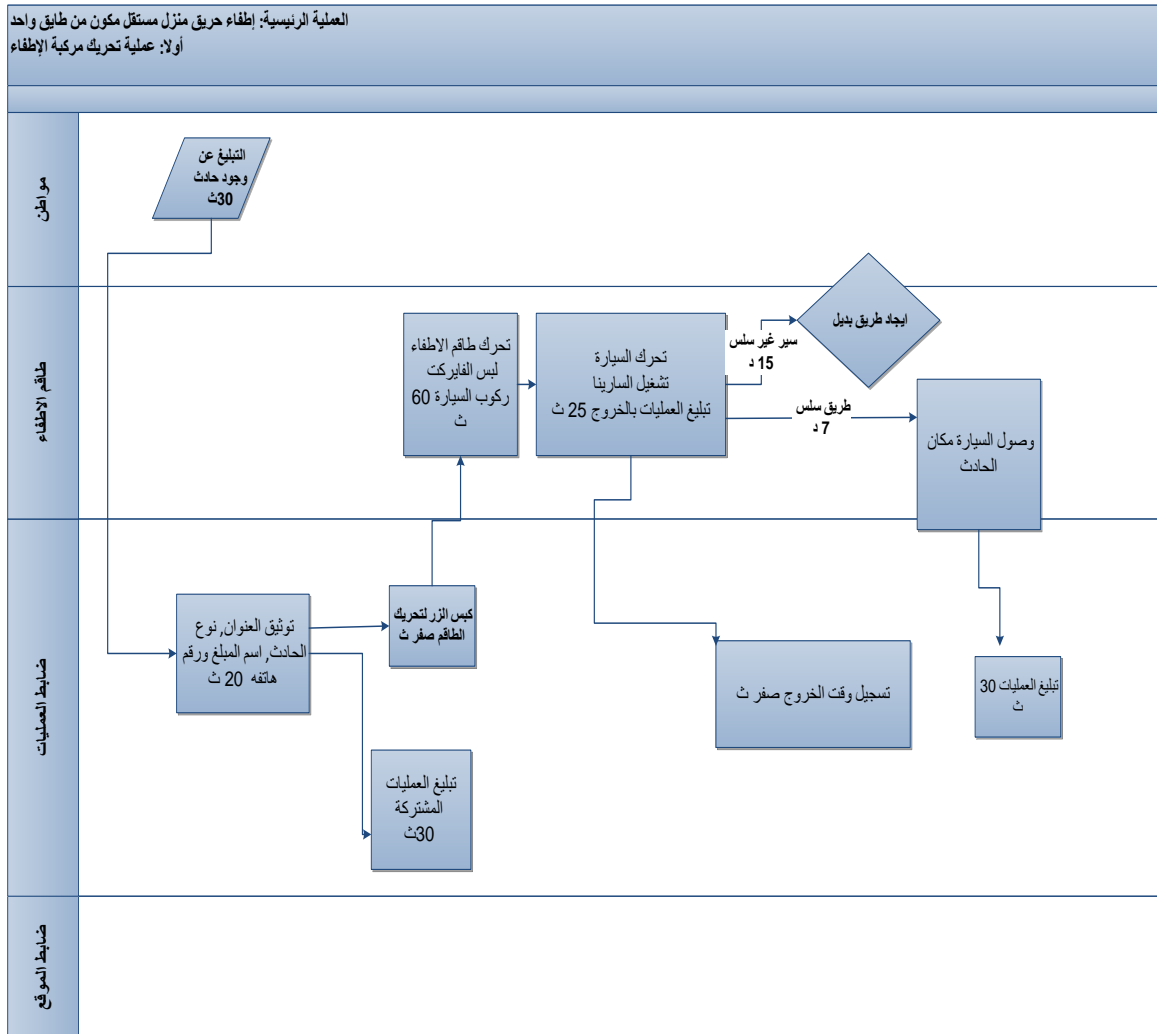 العملية الرئيسية: إطفاء حريق منزل مستقل مكون من طابق واحد
أولا: عملية تحريك مركبة الإطفاء
مواطن
التبليغ عن
وجود حادث
30ث
طاقم الاطفاء
تحرك طاقم الاطفاء
لبس الفايركت
ركوب السيارة 60
ث
تحرك السيارة
تشغيل السارينا
تبليغ العمليات بالخروج 25 ث
سير غير سلس
15 د
ايجاد طريق بديل
طريق سلس
7 د
وصول السيارة مكان
الحادث
ضابط العمليات
توثيق العنوان, نوع
الحادث, اسم المبلغ ورقم
هاتفه 20 ث
كبس الزر لتحريك
الطاقم صفر ث
تبليغ العمليات
المشتركة
30ث
تسجيل وقت الخروج صفر ث
تبليغ العمليات 30
ث
ضابط الموقع